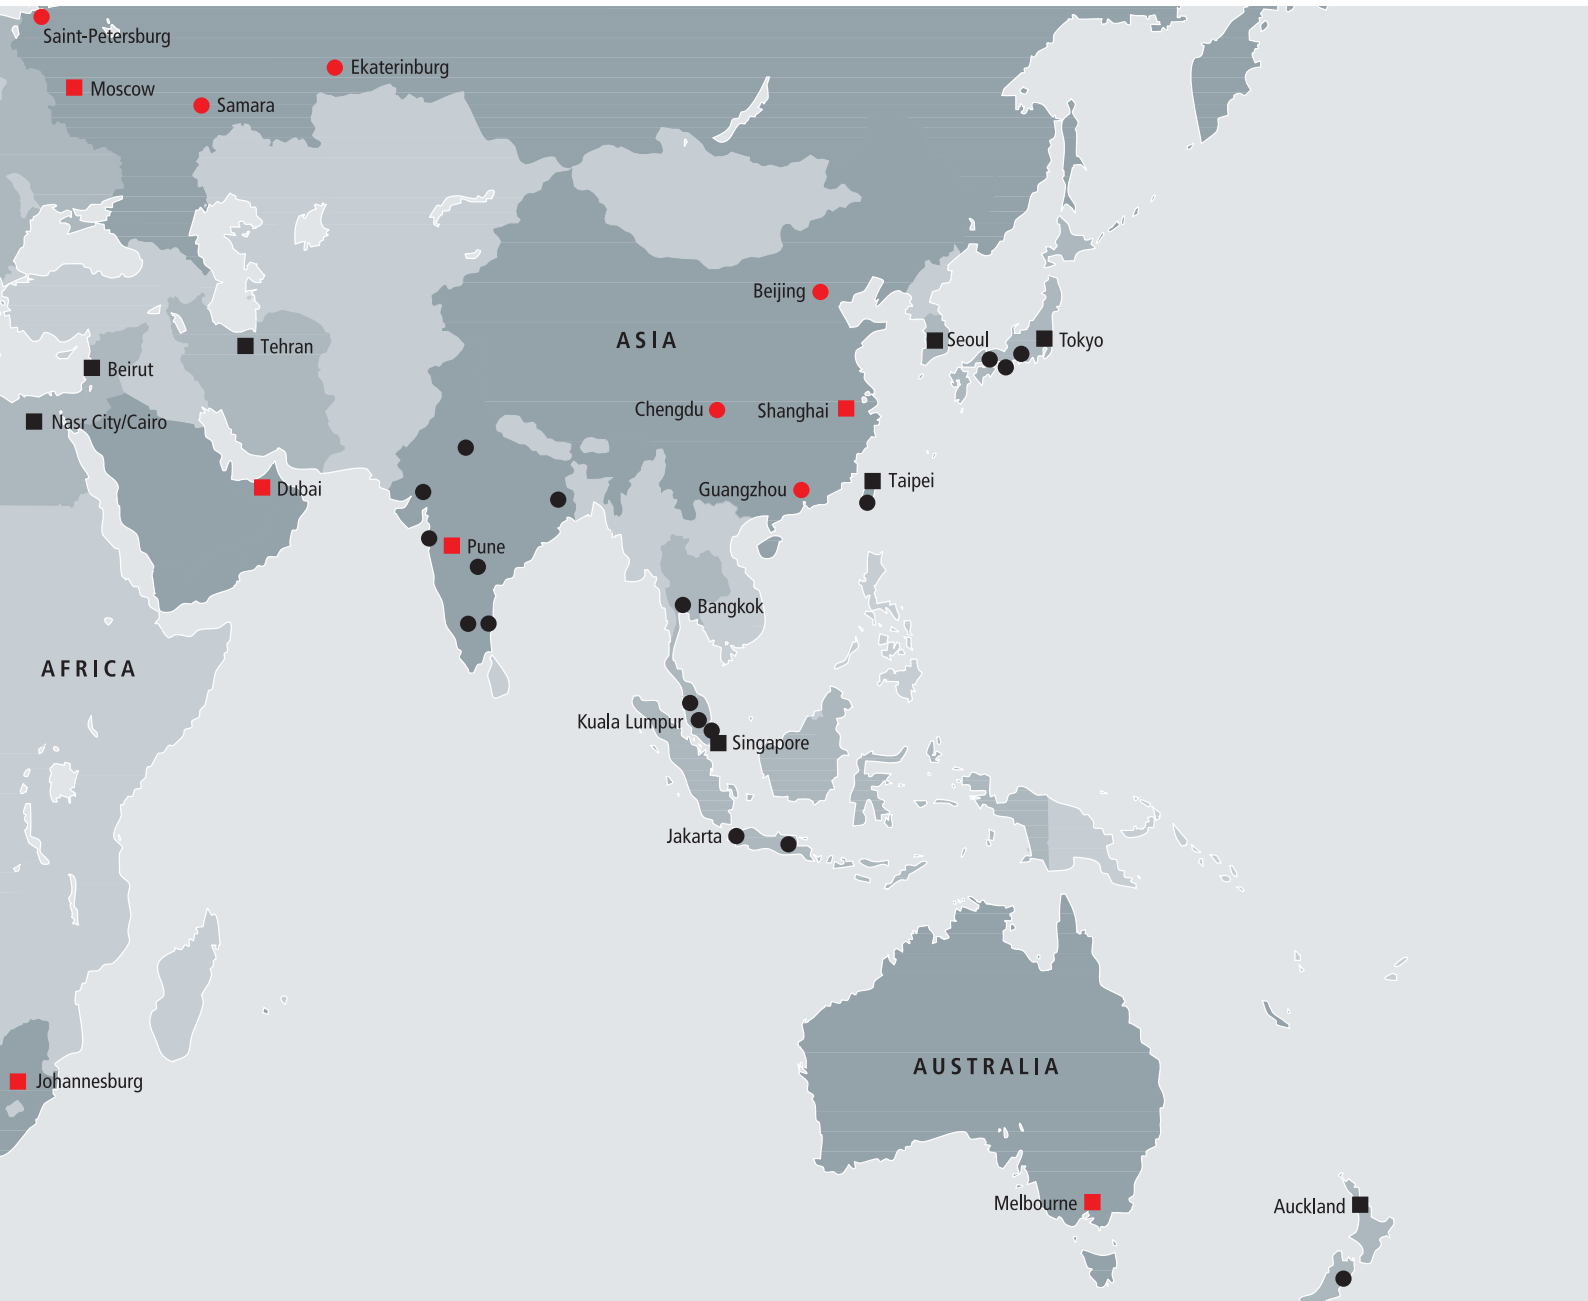 Saint-Petersburg
Ekaterinburg
Moscow
Samara
Beijing
ASIA
Seoul
Tokyo
Tehran
Beirut
Chengdu
Shanghai
Nasr City/Cairo
Taipei
Dubai
Guangzhou
Pune
Bangkok
AFRICA
Kuala Lumpur
Singapore
Jakarta
AUSTRALIA
Johannesburg
Melbourne
Auckland